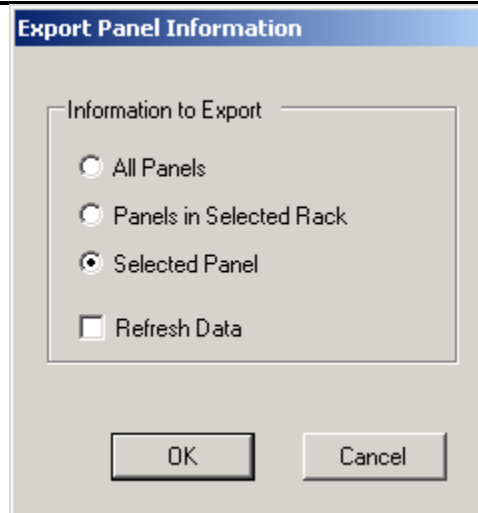 Export Panel Information
Information to Export
All Panels
Panels in Selected Rack
Selected Panel
Refresh Data
OK
Cancel